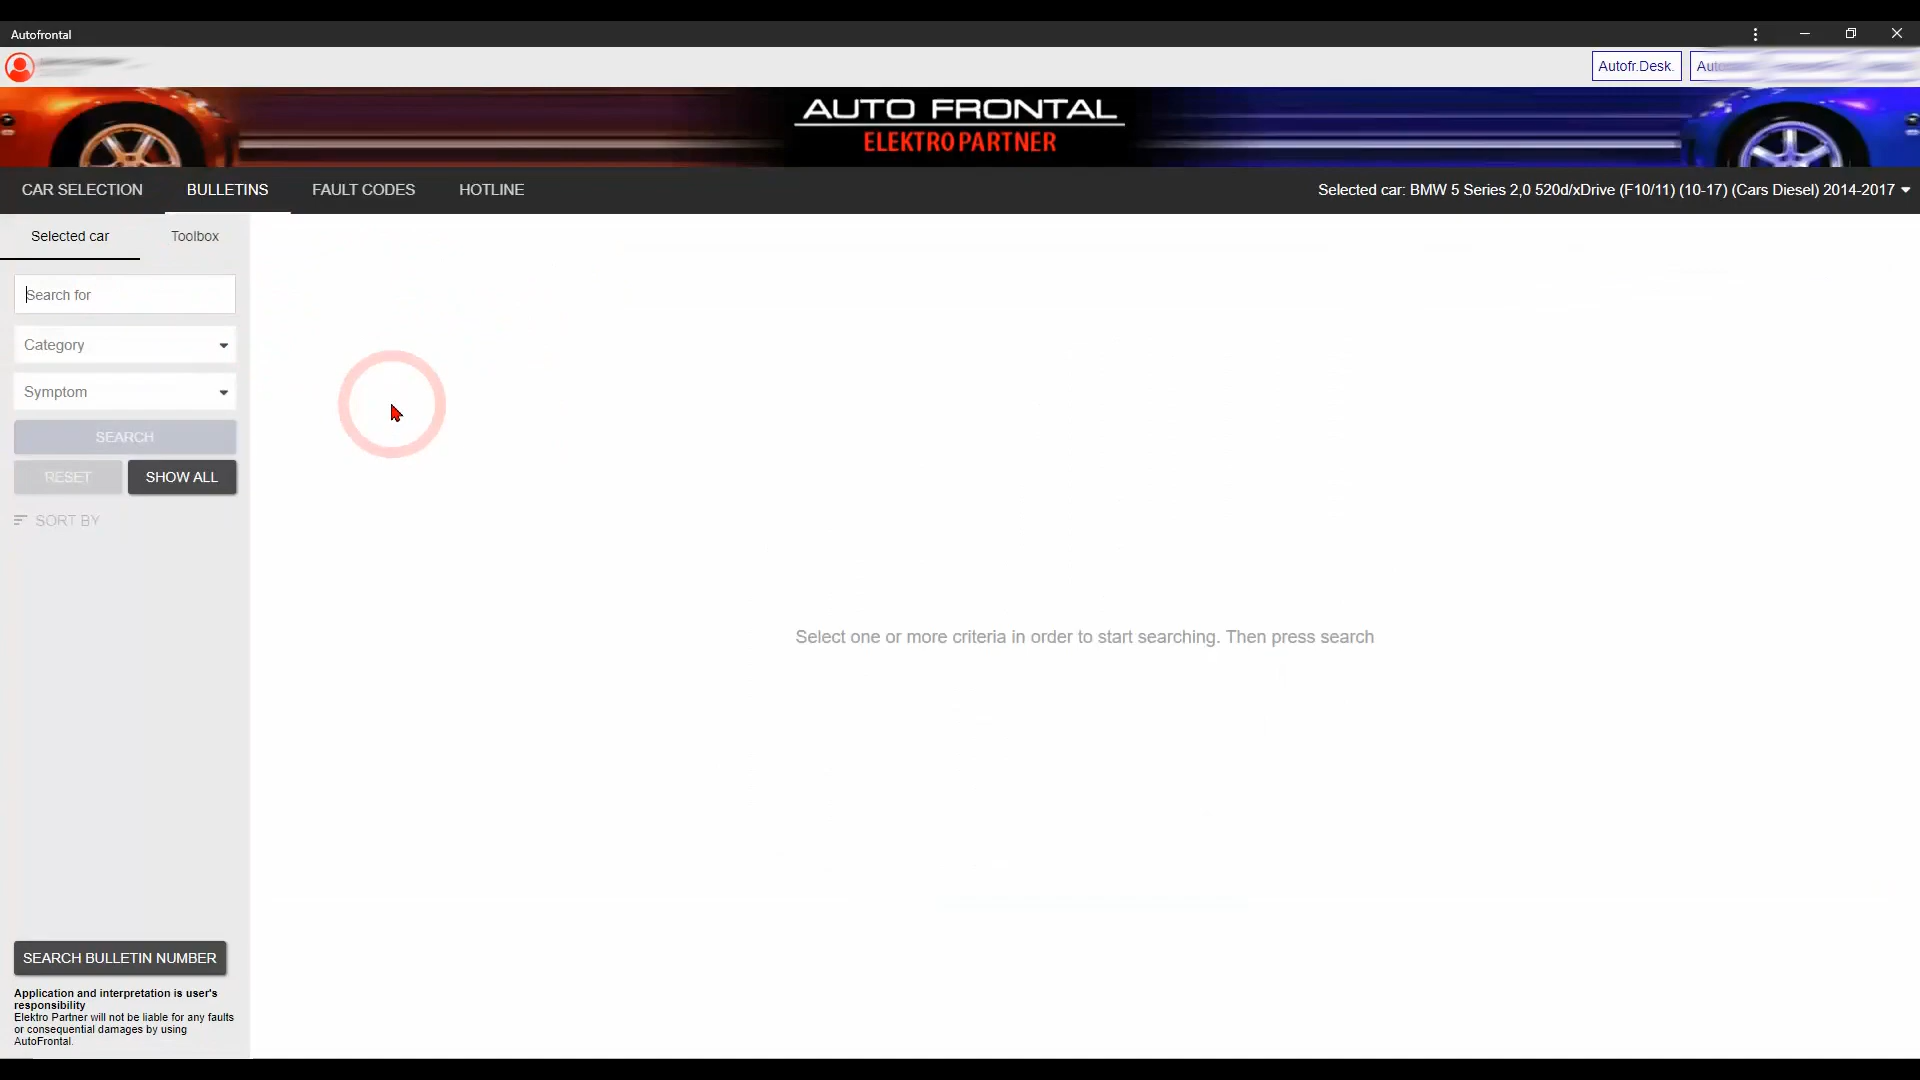 Autofrontal
Autofr.Desk.
AUTO FRONTAL
ELEKTROPARTNER
CAR SELECTION BULLETINS FAULT CODES HOTLINE Selected car: BMW 5 Series 2,0 520d/xDrive (F10/11) (10-17) (Cars Diesel) 2014-2017
Selected car Toolbox
Search for
Category
Symptom
SEARCH
RESET SHOW ALL
SORT BY
Select one or more criteria in order to start searching. Then press search
SEARCH BULLETIN NUMBER
Application and interpretation is user's
responsibility
Elektro Partner will not be liable for any faults
or consequential damages by using
AutoFrontal.